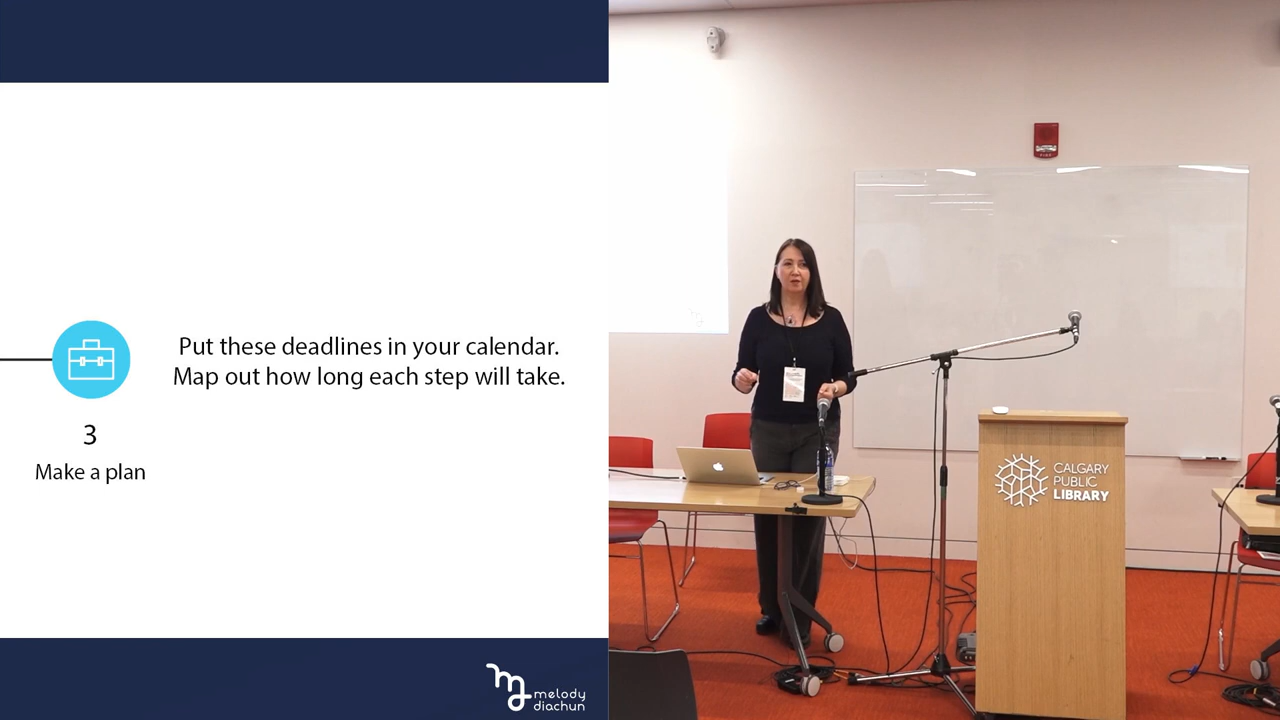 Put these deadlines in your calendar.
Map out how long each step will take.
3
Make a plan
melody
diachun
CALGARY
PUBLIC
LIBRARY